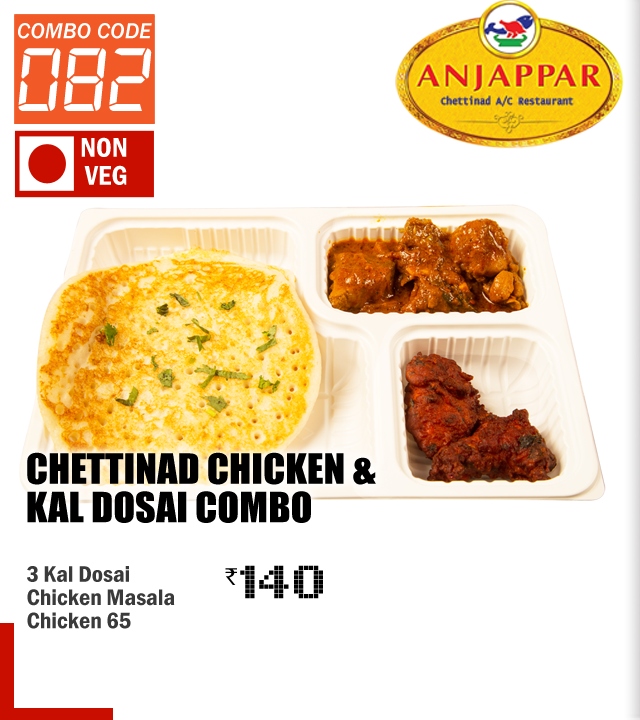 COMBO CODE
082
NON
VEG
ANJAPPAR
Chettinad A/C Restaurant
CHETTINAD CHICKEN &
KAL DOSAI COMBO
3 Kal Dosai
Chicken Masala
Chicken 65
₹140